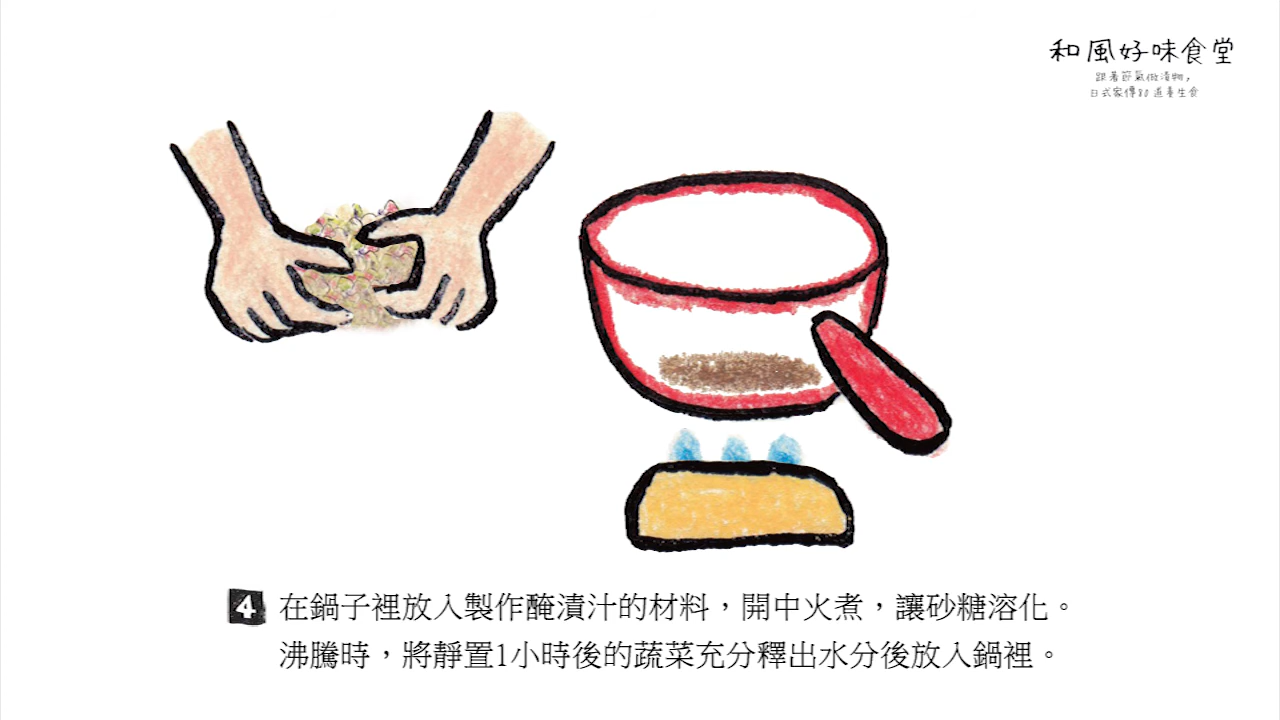 和風好味食堂
跟著節氣做漬物,
日式家傳80道養生食
4 在鍋子裡放入製作醃漬汁的材料，開中火煮，讓砂糖溶化。
沸騰時，將靜置1小時後的蔬菜充分釋出水分後放入鍋裡。